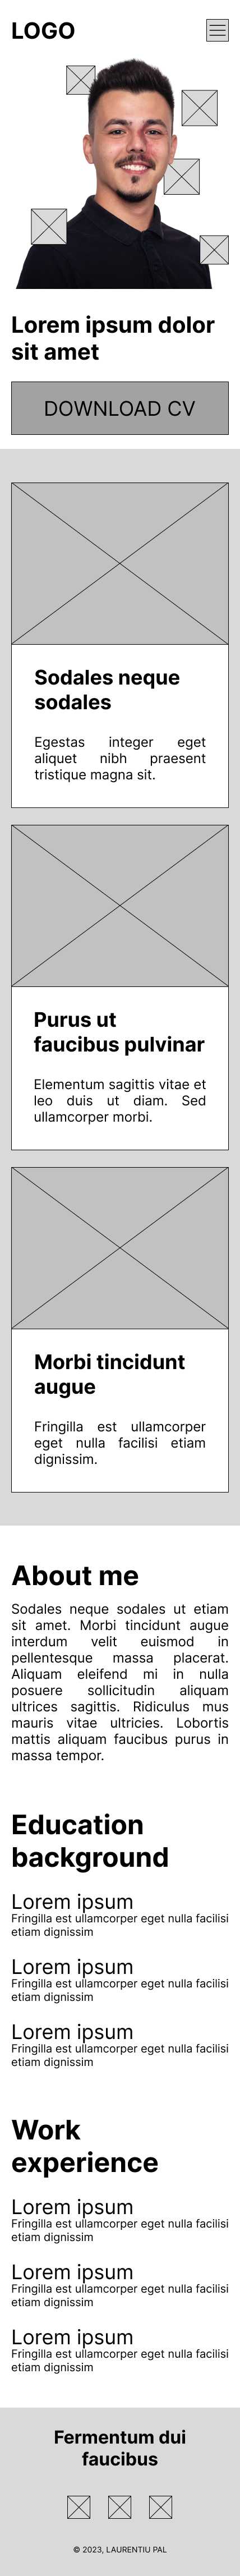 LOGO
Lorem ipsum dolor
sit amet
DOWNLOAD CV
Sodales neque
sodales
Egestas integer eget
aliquet nibh praesent
tristique magna sit.
Purus ut
faucibus pulvinar
Elementum sagittis vitae et
leo duis ut diam. Sed
ullamcorper morbi.
Morbi tincidunt
augue
Fringilla est ullamcorper
eget nulla facilisi etiam
dignissim.
About me
Sodales neque sodales ut etiam
sit amet. Morbi tincidunt augue
interdum velit euismod in
pellentesque massa placerat.
Aliquam eleifend mi in nulla
posuere sollicitudin aliquam
ultrices sagittis. Ridiculus mus
mauris vitae ultricies. Lobortis
mattis aliquam faucibus purus in
massa tempor.
Education
background
Lorem ipsum
Fringilla est ullamcorper eget nulla facilisi
etiam dignissim
Lorem ipsum
Fringilla est ullamcorper eget nulla facilisi
etiam dignissim
Lorem ipsum
Fringilla est ullamcorper eget nulla facilisi
etiam dignissim
Work
experience
Lorem ipsum
Fringilla est ullamcorper eget nulla facilisi
etiam dignissim
Lorem ipsum
Fringilla est ullamcorper eget nulla facilisi
etiam dignissim
Lorem ipsum
Fringilla est ullamcorper eget nulla facilisi
etiam dignissim
Fermentum dui
faucibus
© 2023, LAURENTIU PAL